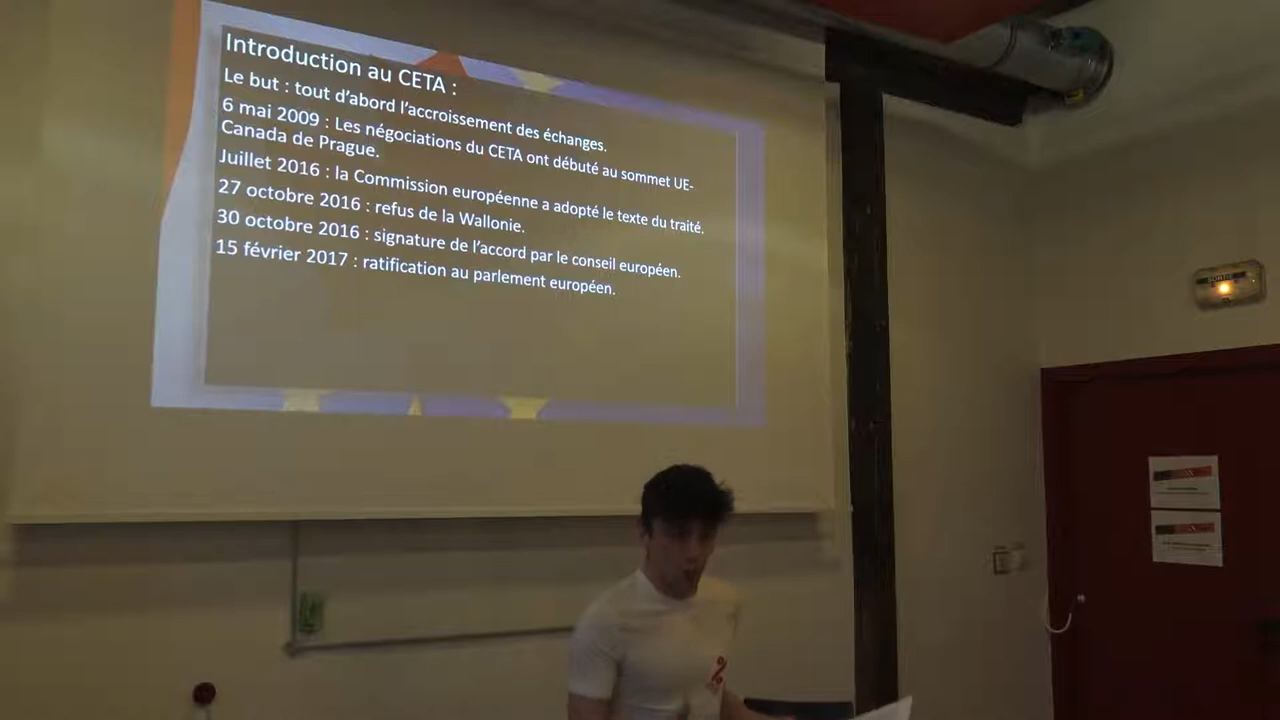 Introduction au CETA :
Le but : tout d’abord l’accroissement des échanges.
6 mai 2009 : Les négociations du CETA ont débuté au sommet UE-
Canada de Prague.
Juillet 2016 : la Commission européenne a adopté le texte du traité.
27 octobre 2016 : refus de la Wallonie.
30 octobre 2016 : signature de l’accord par le conseil européen.
15 février 2017 : ratification au parlement européen.
SORTIE